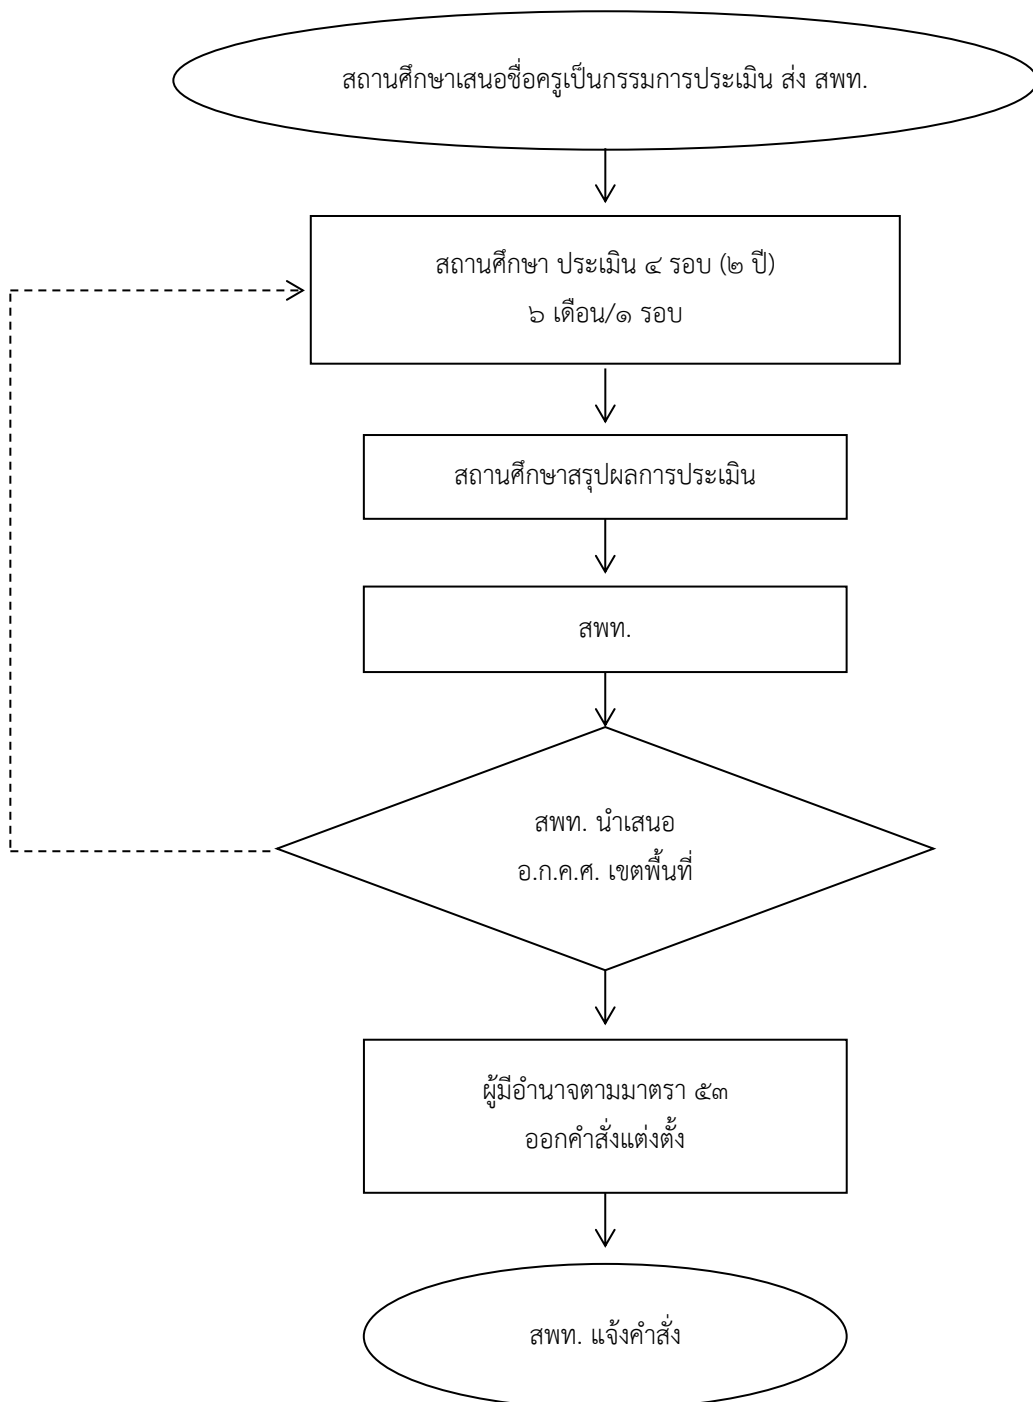 สถานศึกษาเสนอชื่อครูเป็นกรรมการประเมิน ส่ง สพท.
สถานศึกษา ประเมิน ๔ รอบ (๒ ปี)
๖ เดือน/๑ รอบ
สถานศึกษาสรุปผลการประเมิน
สพท.
สพท. นำเสนอ
อ.ก.ค.ศ. เขตพื้นที่
ผู้มีอำนาจตามมาตรา ๕๓
ออกคำสั่งแต่งตั้ง
สพท. แจ้งคำสั่ง